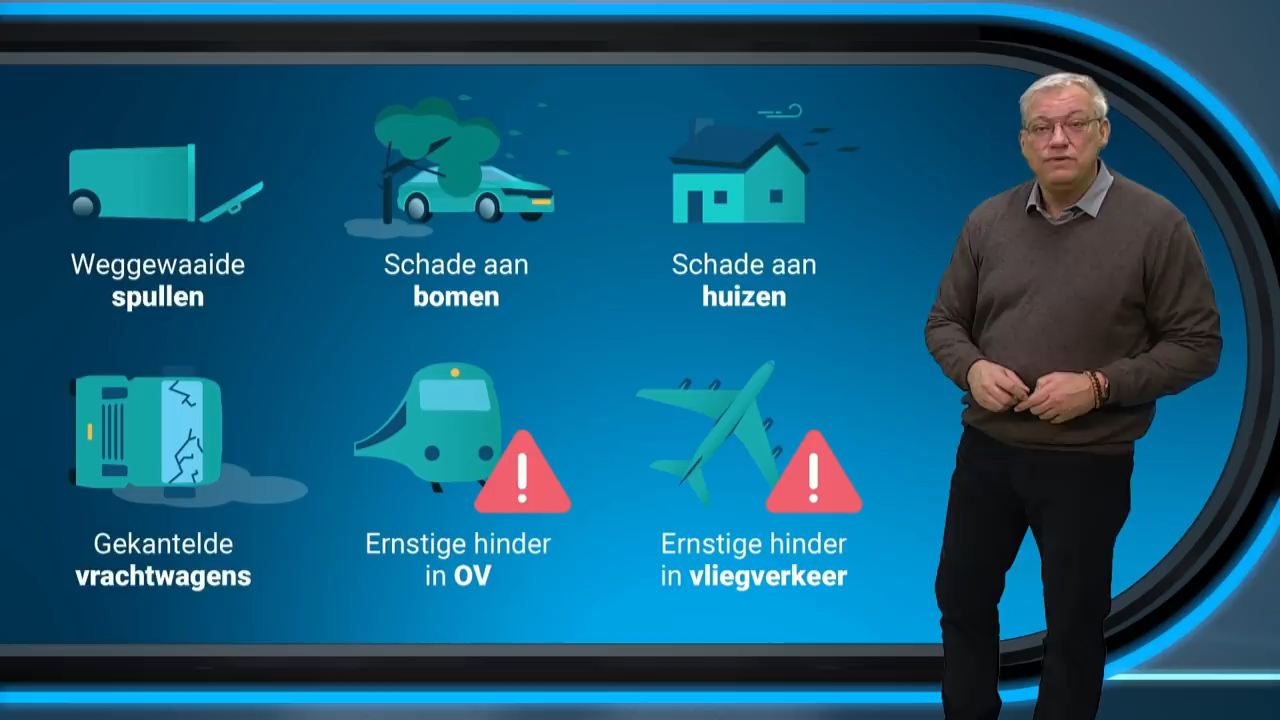 Weggewaaide
spullen
Schade aan
bomen
Schade aan
huizen
Gekantelde
vrachtwagens
Ernstige hinder
in OV
Ernstige hinder
in vliegverkeer